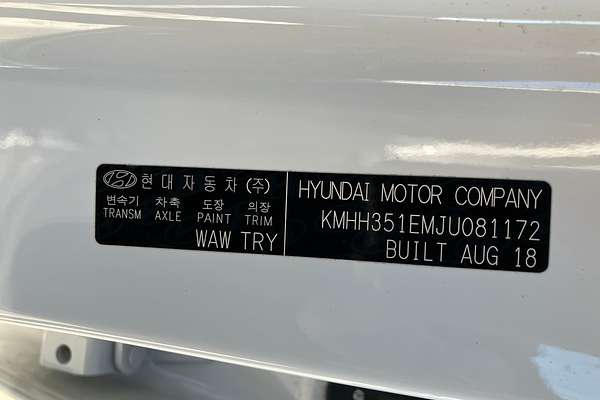 현대자동차(주)
변속기 차축 도장 의장
TRANSM AXLE PAINT TRIM
WAW TRY
HYUNDAI MOTOR COMPANY
KMHH351EMJU081172
BUILT AUG 18